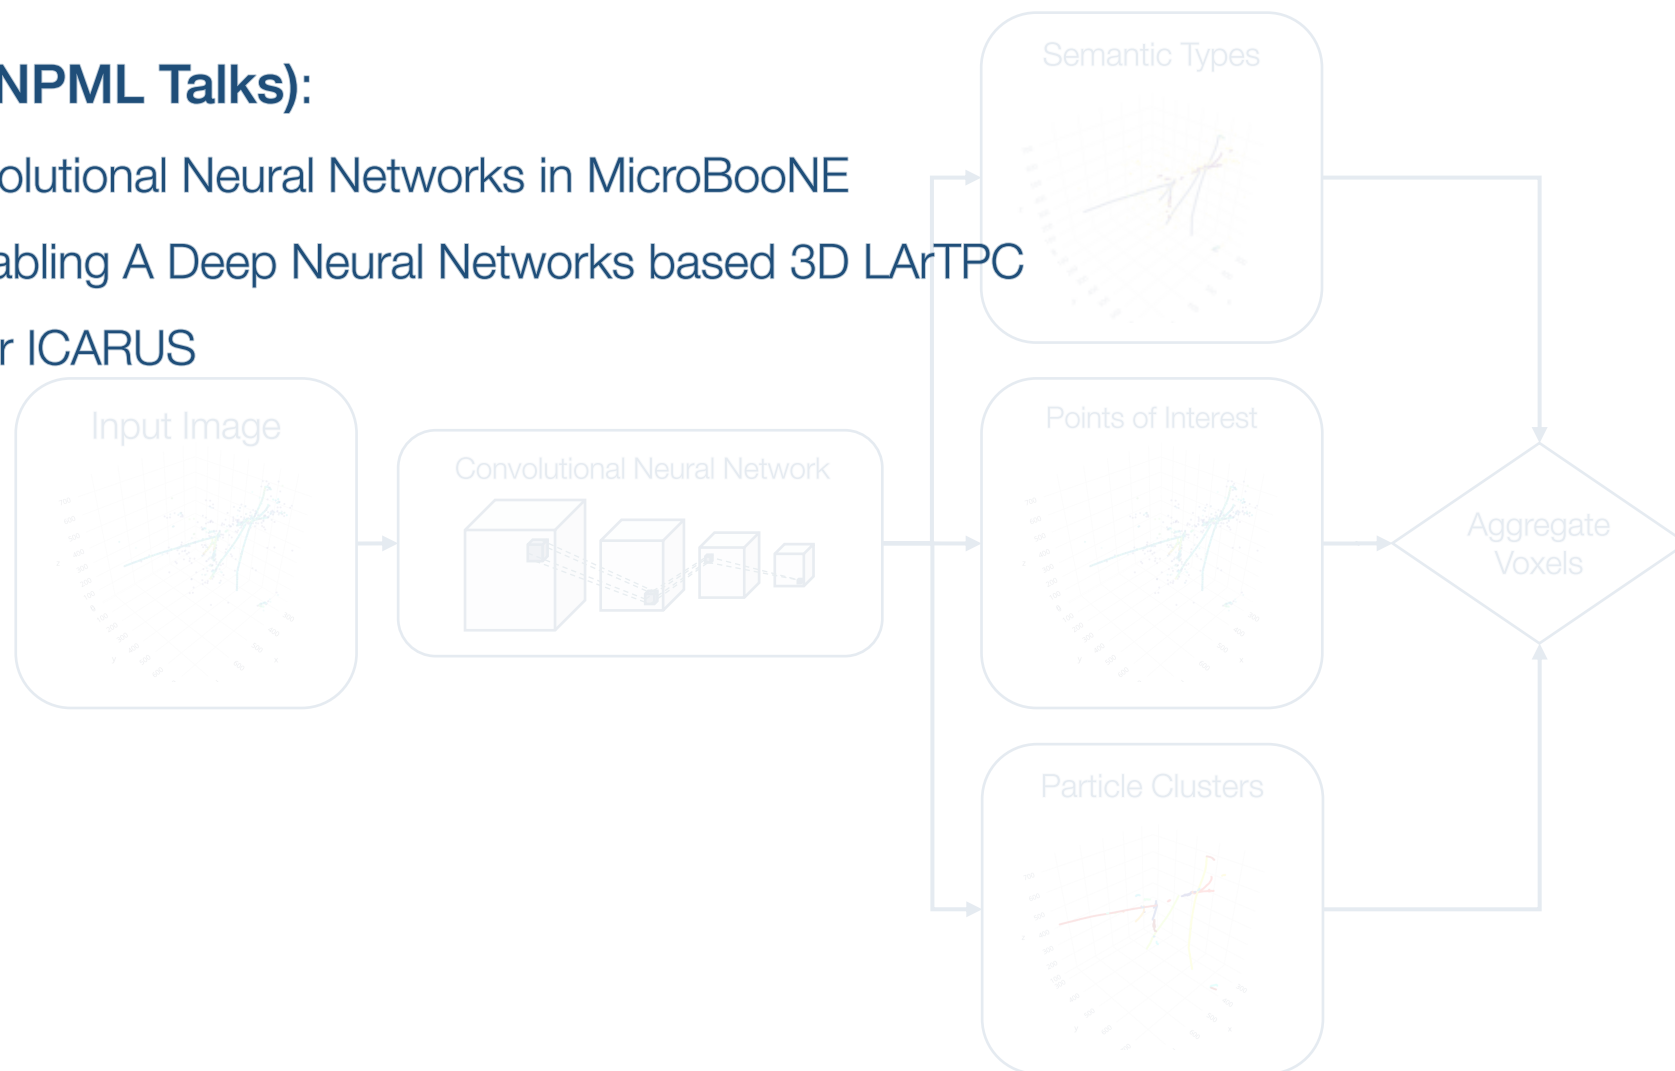 NPML Talks):
olutional Neural Networks in MicroBooNE
abling A Deep Neural Networks based 3D LArTPC
r ICARUS
Semantic Types
Input Image
Convolutional Neural Network
Points of Interest
Aggregate
Voxels
Particle Clusters